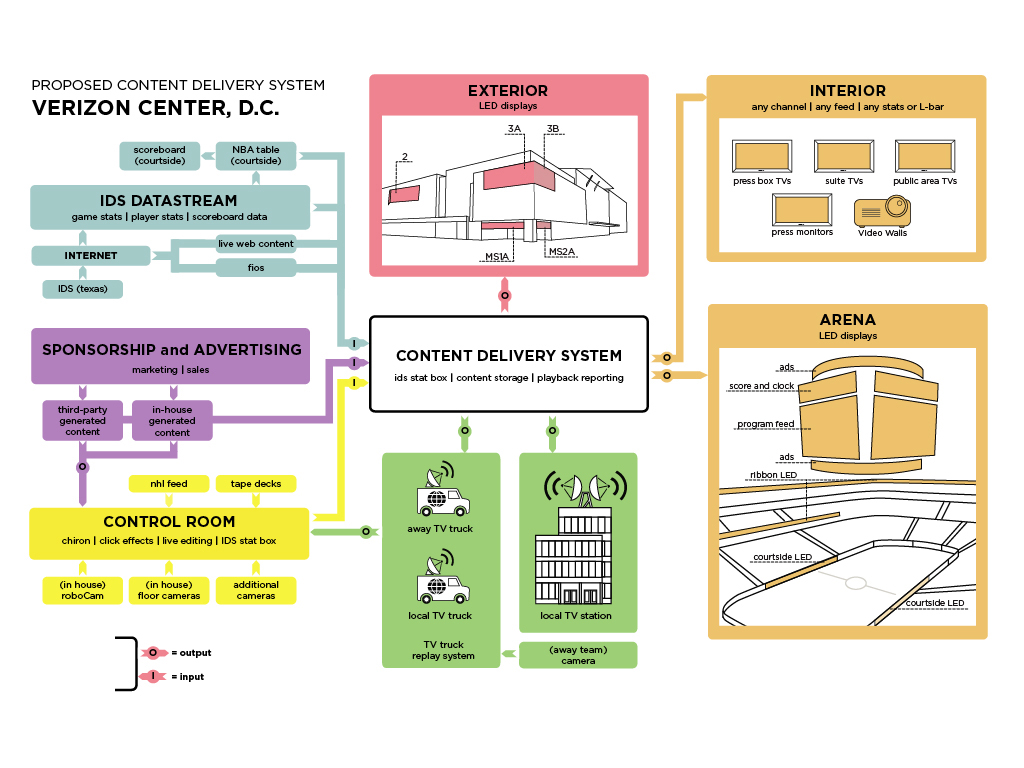 PROPOSED CONTENT DELIVERY SYSTEM
VERIZON CENTER, D.C.
scoreboard
(courtside)
NBA table
(courtside)
IDS DATASTREAM
game stats | player stats | scoreboard data
INTERNET
live web content
fios
IDS (texas)
SPONSORSHIP and ADVERTISING
marketing | sales
third-party
generated
content
in-house
generated
content
O
nhl feed
tape decks
CONTROL ROOM
chiron | click effects | live editing | IDS stat box
(in house)
roboCam
(in house)
floor cameras
additional
cameras
O = output
I = input
EXTERIOR
LED displays
3A
3B
2
MS1A
MS2A
O
I
I
I
CONTENT DELIVERY SYSTEM
ids stat box | content storage | playback reporting
O
O
O
O
O
away TV truck
local TV truck
TV truck
replay system
local TV station
(away team)
camera
INTERIOR
any channel | any feed | any stats or L-bar
press box TVs
suite TVs
public area TVs
press monitors
Video Walls
ARENA
LED displays
ads
score and clock
program feed
ads
ribbon LED
courtside LED
courtside LED